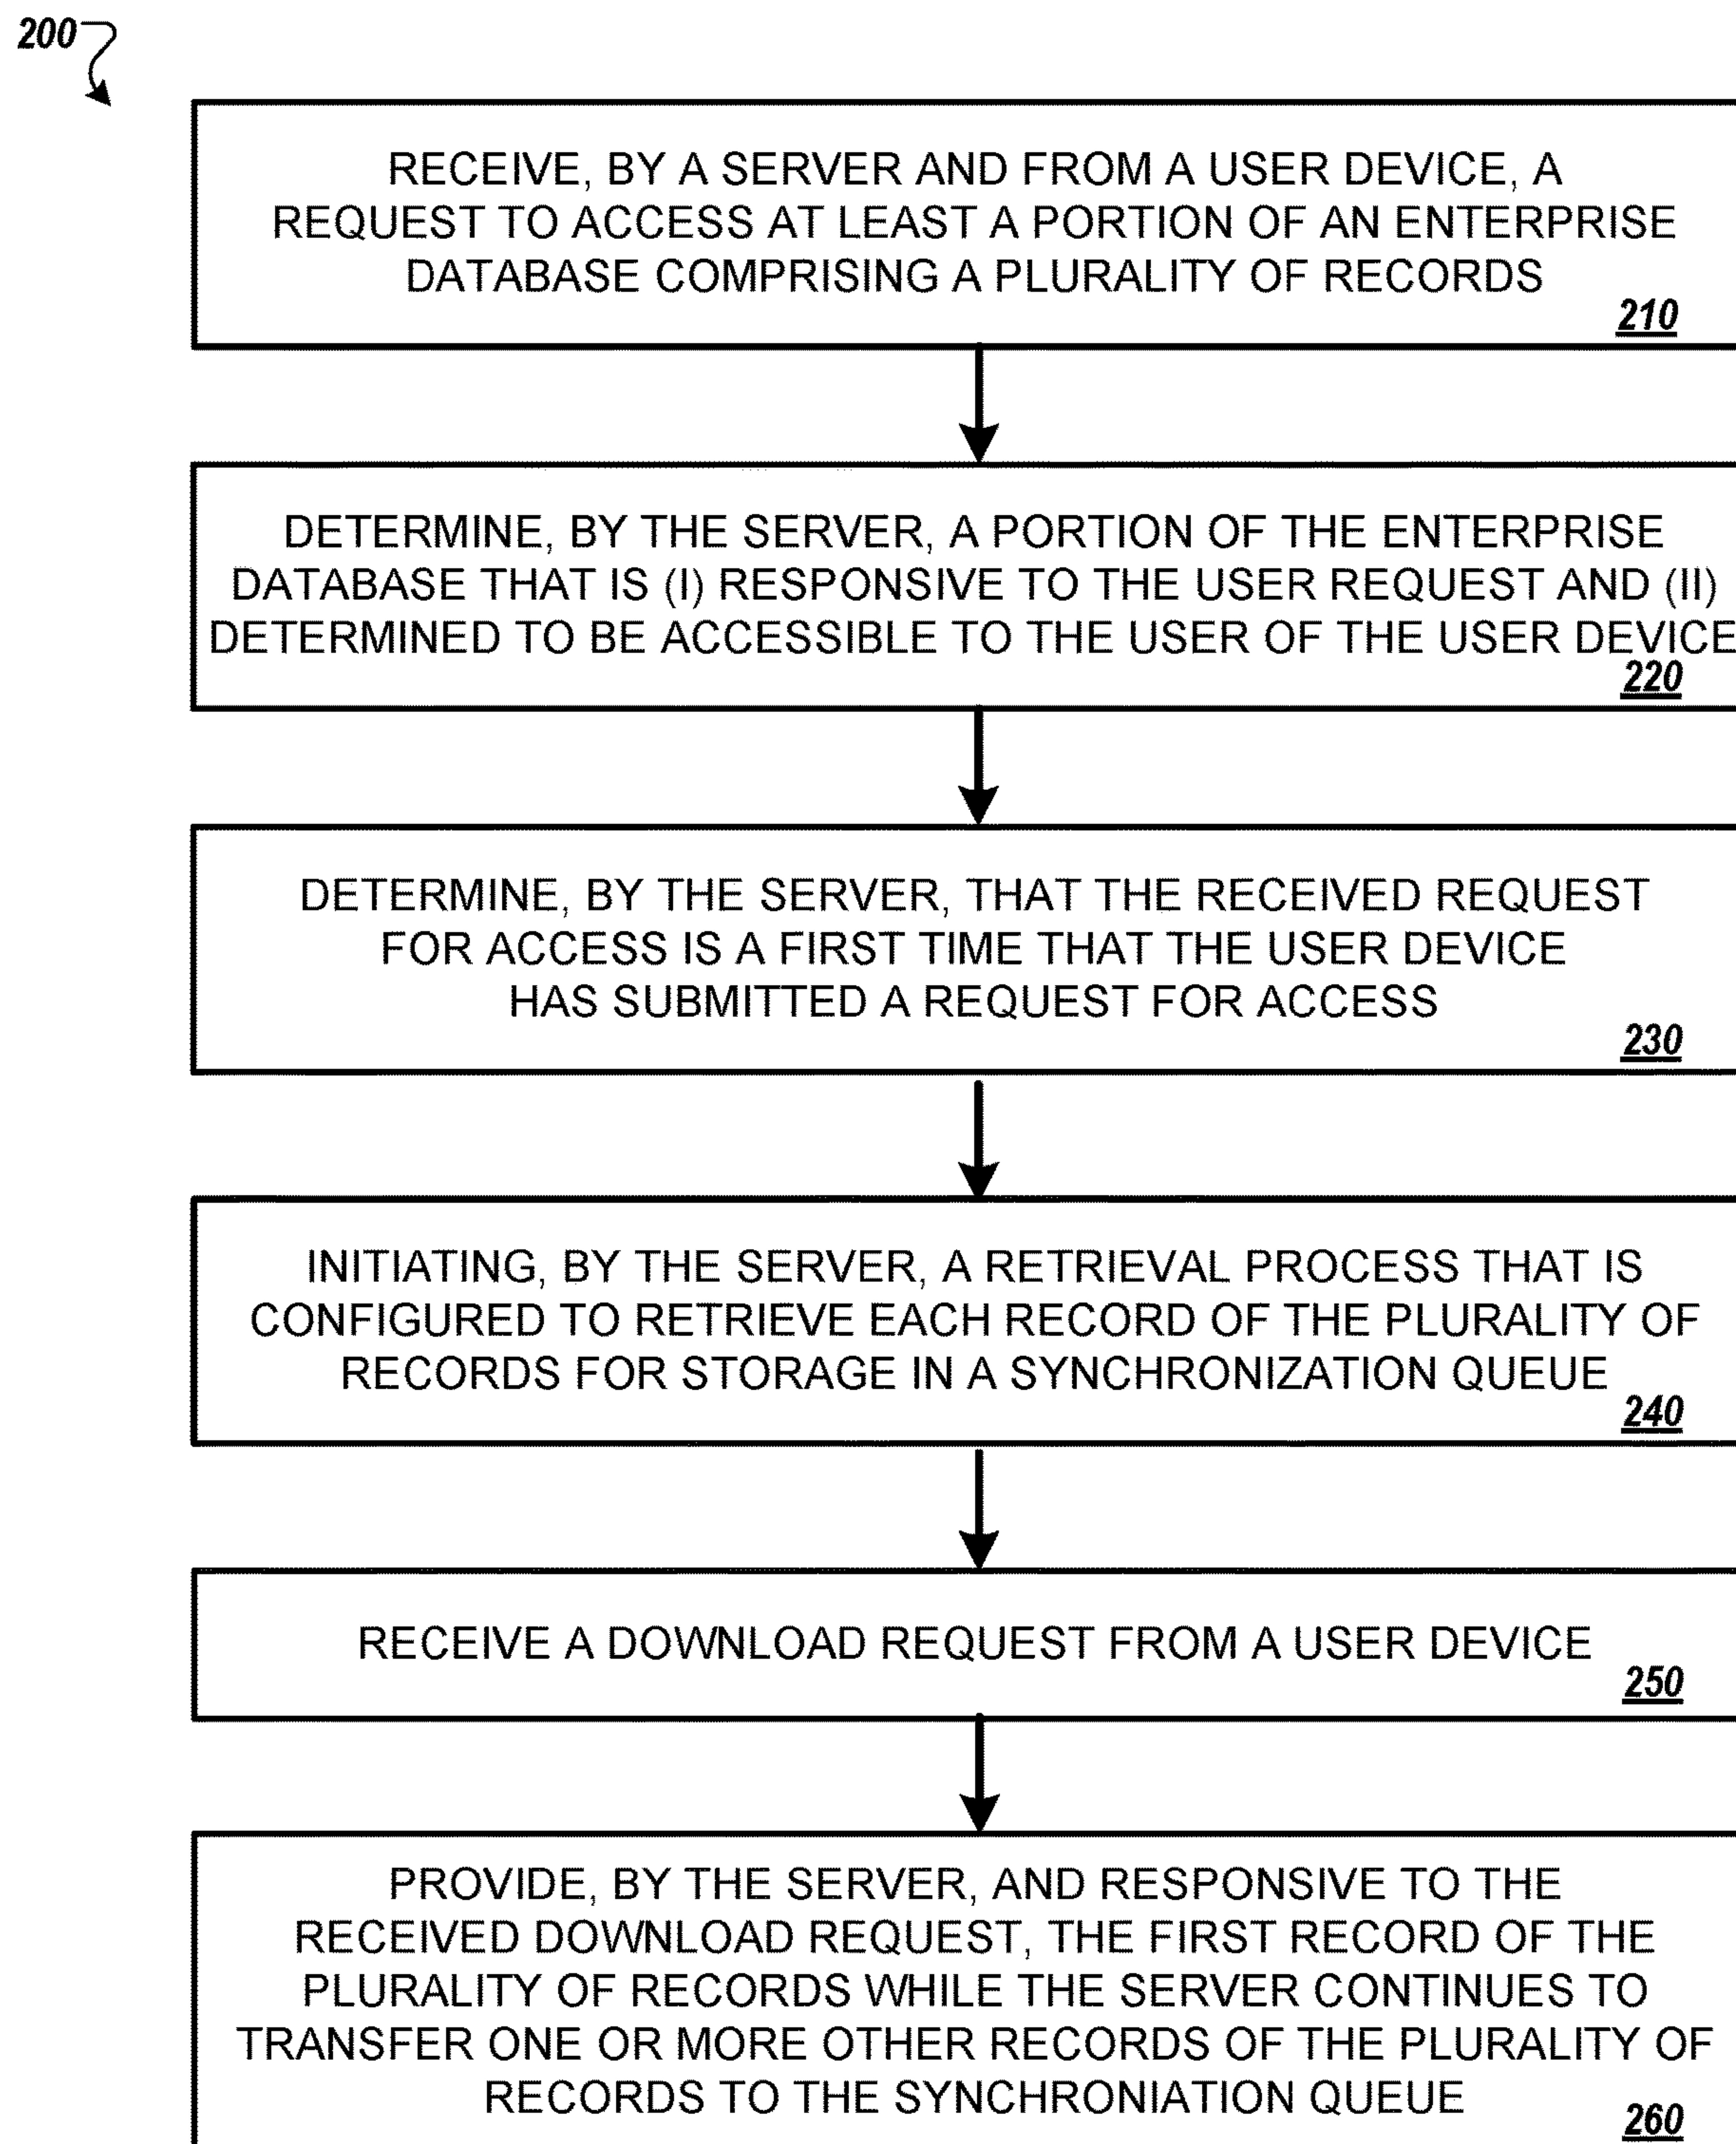 200
RECEIVE, BY A SERVER AND FROM A USER DEVICE, A
REQUEST TO ACCESS AT LEAST A PORTION OF AN ENTERPRISE
DATABASE COMPRISING A PLURALITY OF RECORDS
210
DETERMINE, BY THE SERVER, A PORTION OF THE ENTERPRISE
DATABASE THAT IS (I) RESPONSIVE TO THE USER REQUEST AND (II)
DETERMINED TO BE ACCESSIBLE TO THE USER OF THE USER DEVICE
220
DETERMINE, BY THE SERVER, THAT THE RECEIVED REQUEST
FOR ACCESS IS A FIRST TIME THAT THE USER DEVICE
HAS SUBMITTED A REQUEST FOR ACCESS
230
INITIATING, BY THE SERVER, A RETRIEVAL PROCESS THAT IS
CONFIGURED TO RETRIEVE EACH RECORD OF THE PLURALITY OF
RECORDS FOR STORAGE IN A SYNCHRONIZATION QUEUE
240
RECEIVE A DOWNLOAD REQUEST FROM A USER DEVICE
250
PROVIDE, BY THE SERVER, AND RESPONSIVE TO THE
RECEIVED DOWNLOAD REQUEST, THE FIRST RECORD OF THE
PLURALITY OF RECORDS WHILE THE SERVER CONTINUES TO
TRANSFER ONE OR MORE OTHER RECORDS OF THE PLURALITY OF
RECORDS TO THE SYNCHRONIATION QUEUE
260